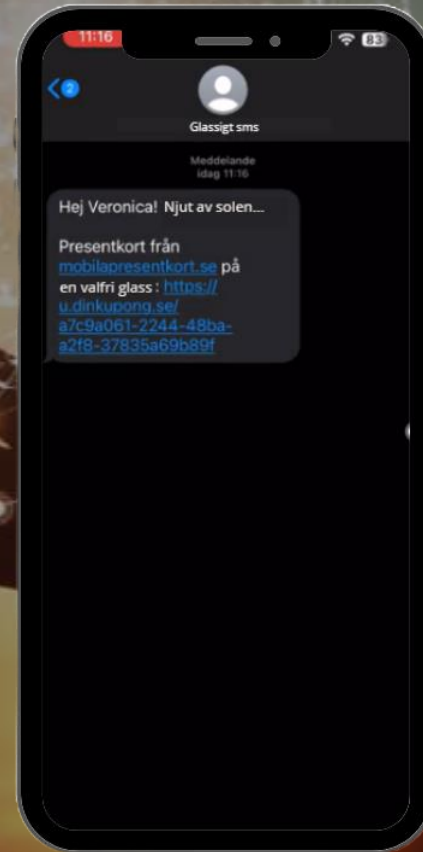 11:16
83
2
Glassigt sms
Meddelande
idag 11:16
Hej Veronica! Njut av solen...
Presentkort från
mobilapresentkort.se på
en valfri glass : https://
u.dinkupong.se/
a7c9a061-2244-48ba-
a2f8-37835a69b89f